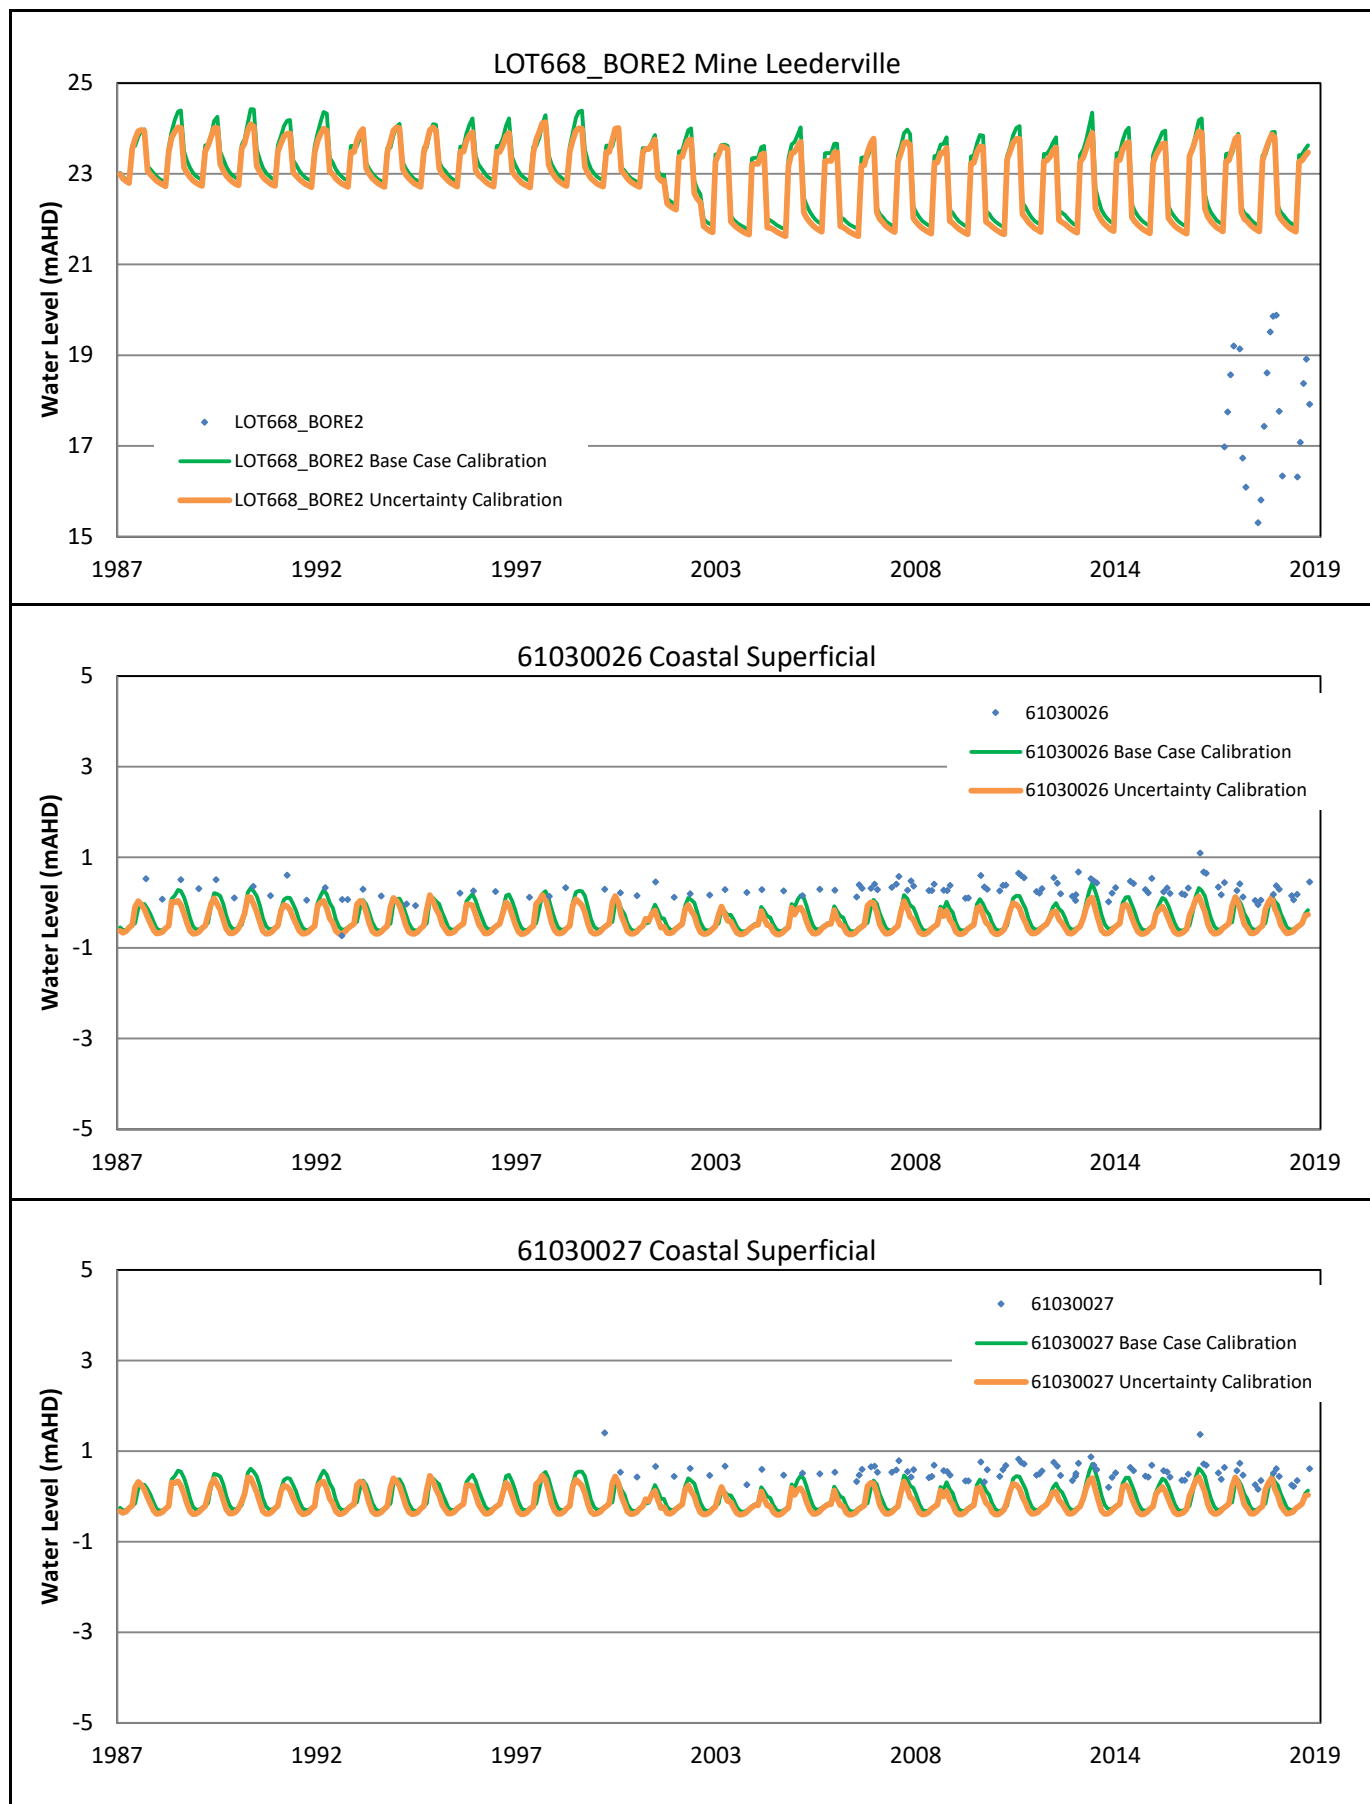 LOT668_BORE2 Mine Leederville
25
23
21
19
17
15
Water Level (mAHD)
LOT668_BORE2
LOT668_BORE2 Base Case Calibration
LOT668_BORE2 Uncertainty Calibration
1987 1992 1997 2003 2008 2014 2019
61030026 Coastal Superficial
5
3
1
-1
-3
-5
Water Level (mAHD)
61030026
61030026 Base Case Calibration
61030026 Uncertainty Calibration
1987 1992 1997 2003 2008 2014 2019
61030027 Coastal Superficial
5
3
1
-1
-3
-5
Water Level (mAHD)
61030027
61030027 Base Case Calibration
61030027 Uncertainty Calibration
1987 1992 1997 2003 2008 2014 2019